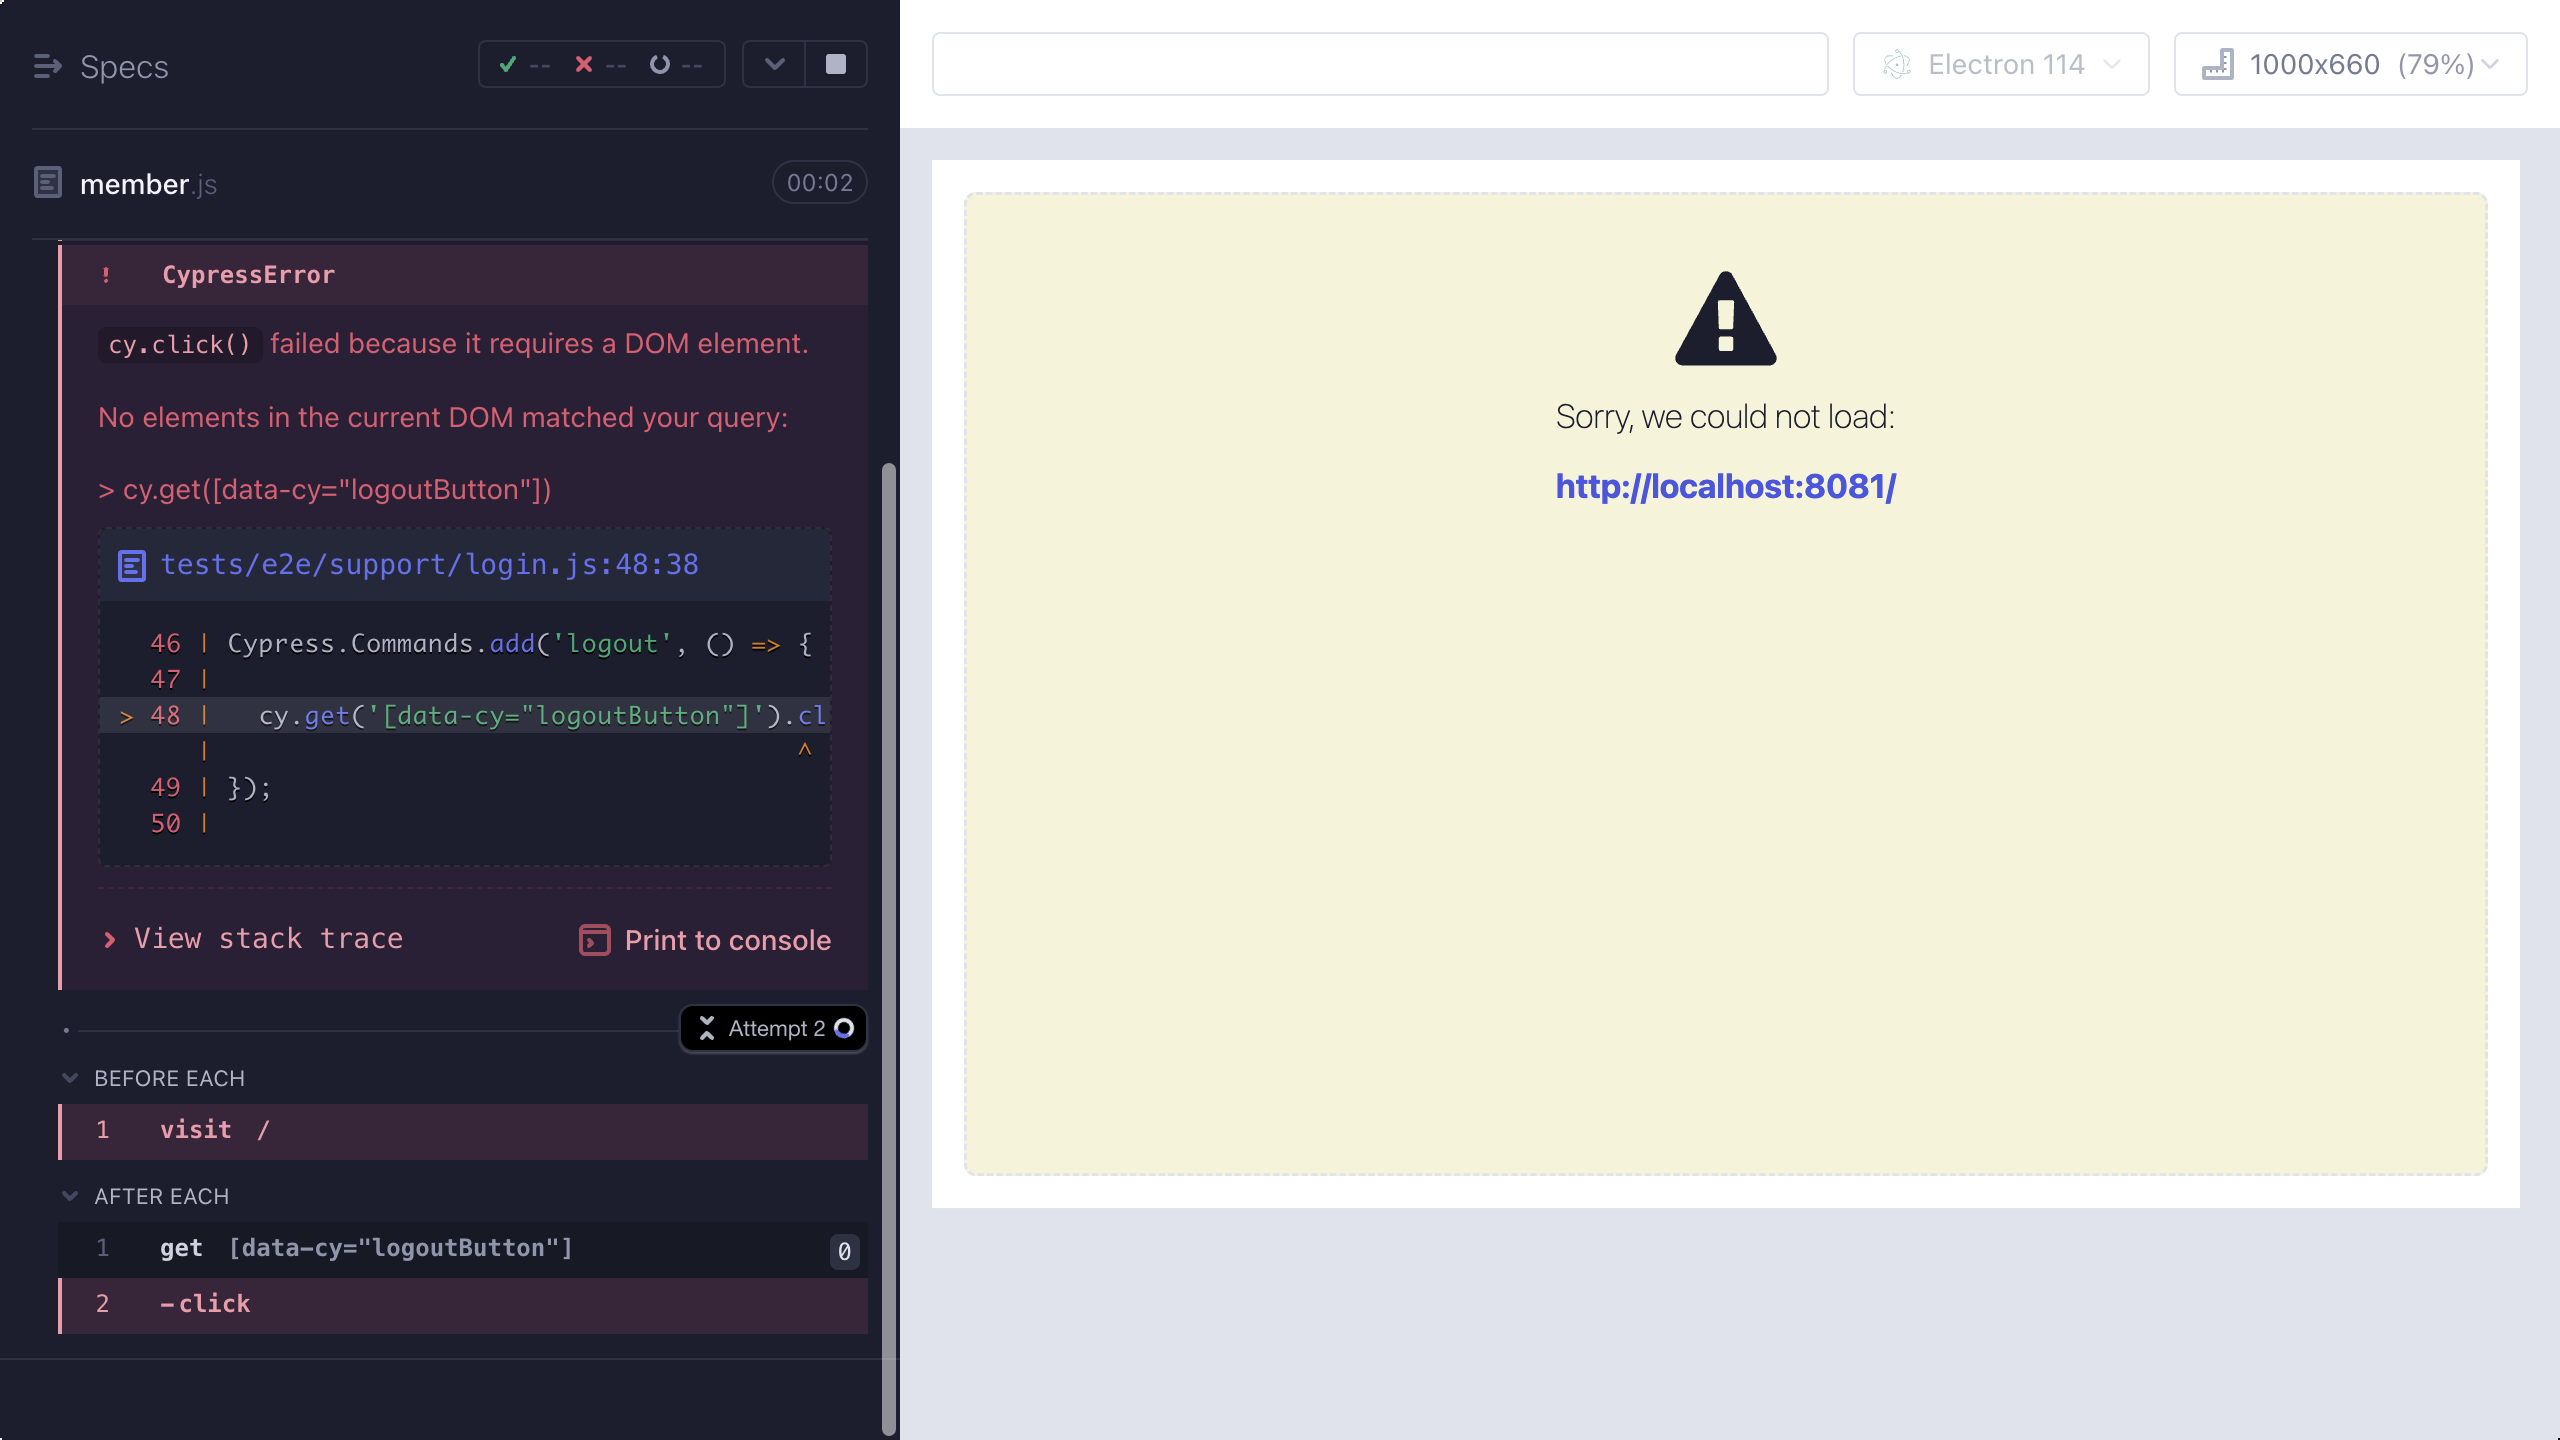 Specs
-- -- --
member.js
00:02
! CypressError
cy.click() failed because it requires a DOM element.
No elements in the current DOM matched your query:
> cy.get([data-cy="logoutButton"])
tests/e2e/support/login.js:48:38
46 | Cypress.Commands.add('logout', () => {
47 |
> 48 |   cy.get('[data-cy="logoutButton"]').cl
| ^
49 | });
50 |
View stack trace
Print to console
Attempt 2
BEFORE EACH
1 visit /
AFTER EACH
1 get [data-cy="logoutButton"] 0
2 -click
Electron 114
1000x660 (79%)
Sorry, we could not load:
http://localhost:8081/